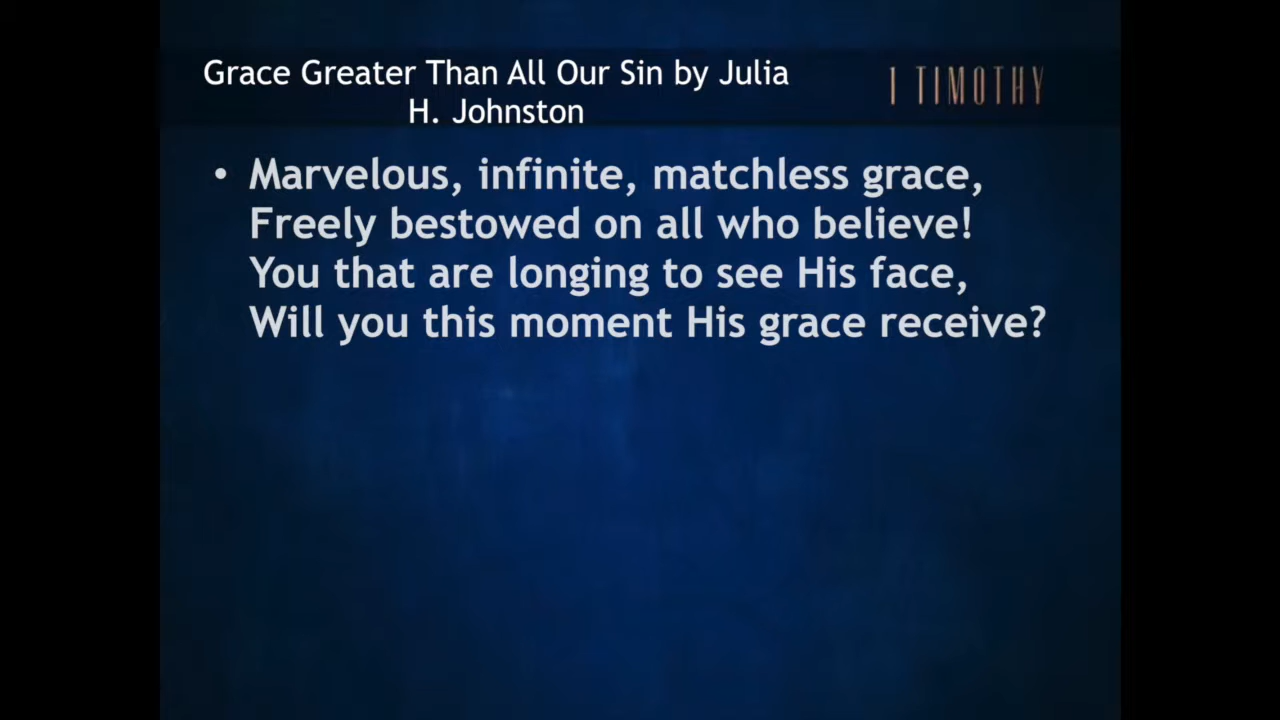 Grace Greater Than All Our Sin by Julia
H. Johnston
1 TIMOTHY
• Marvelous, infinite, matchless grace,
Freely bestowed on all who believe!
You that are longing to see His face,
Will you this moment His grace receive?